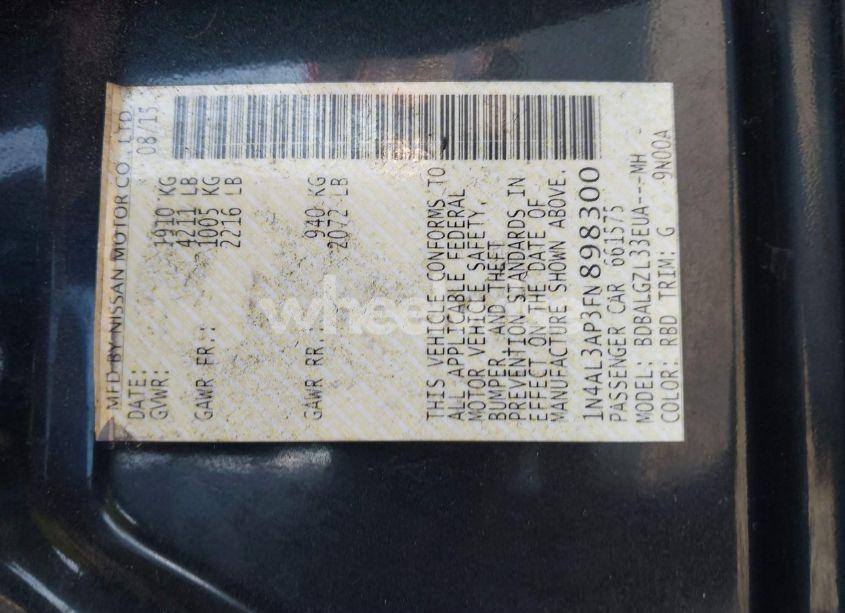 MFD BY NISSAN MOTOR CO., LTD.
DATE: 08/15
GVWR: 1910 KG
4211 LB
GAWR FR.: 1005 KG
2216 LB
GAWR RR.: 940 KG
2072 LB
THIS VEHICLE CONFORMS TO
ALL APPLICABLE FEDERAL
MOTOR VEHICLE SAFETY,
BUMPER, AND THEFT
PREVENTION STANDARDS IN
EFFECT ON THE DATE OF
MANUFACTURE SHOWN ABOVE.
1N4AL3AP3FN898300
PASSENGER CAR 661575
MODEL: BDBALGZL33EUA---MH -
COLOR: RBD TRIM: G 9N00A